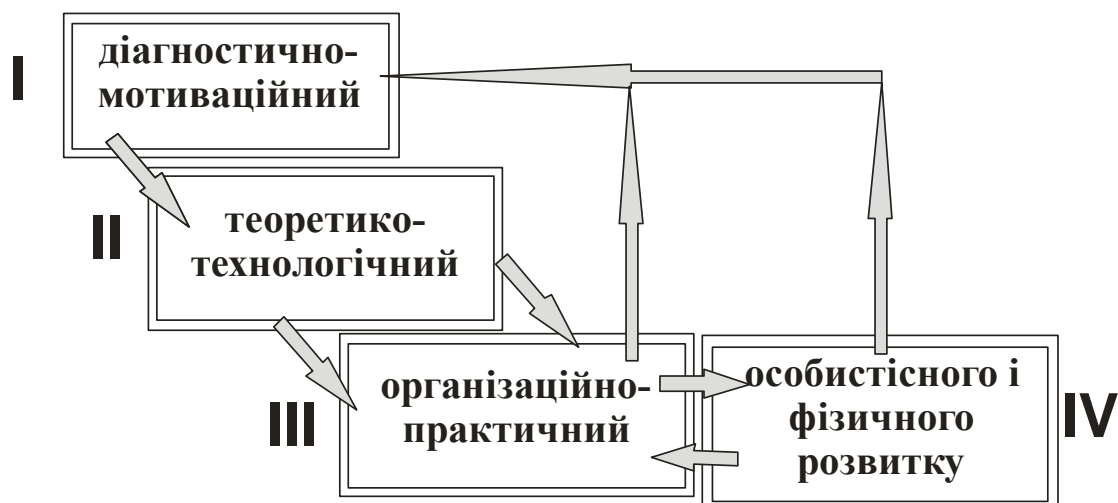 I
діагностично-
мотиваційний
II
теоретико-
технологічний
III
організаційно-
практичний
особистісного і
фізичного
розвитку
IV